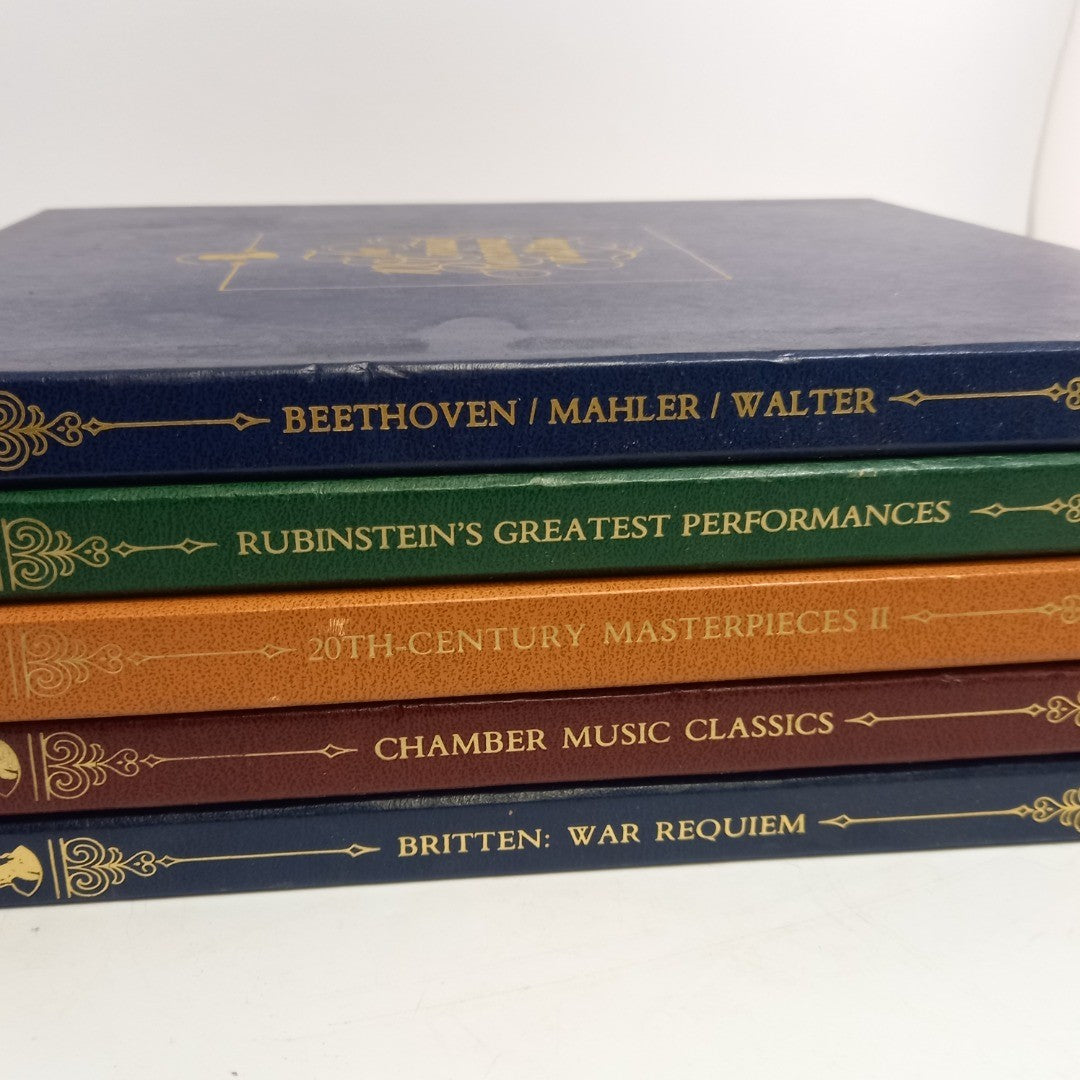 BEETHOVEN / MAHLER / WALTER
RUBINSTEIN'S GREATEST PERFORMANCES
20TH-CENTURY MASTERPIECES II
CHAMBER MUSIC CLASSICS
BRITTEN: WAR REQUIEM